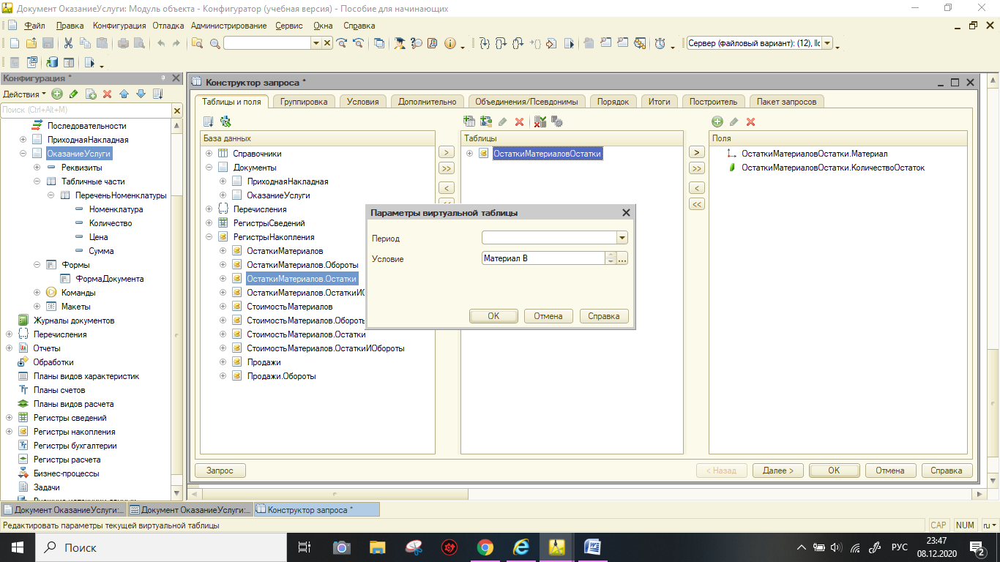 Документ ОказаниеУслуги: Модуль объекта - Конфигуратор (учебная версия) - Пособие для начинающих
Файл Правка Конфигурация Отладка Администрирование Сервис Окна Справка
Сервер (файловый вариант): (12), llc
Конфигурация *
Действия
Поиск (Ctrl+Alt+M)
Последовательности
ПриходнаяНакладная
ОказаниеУслуги
Реквизиты
Табличные части
ПереченьНоменклатуры
Номенклатура
Количество
Цена
Сумма
Формы
ФормаДокумента
Команды
Макеты
Журналы документов
Перечисления
Отчеты
Обработки
Планы видов характеристик
Планы счетов
Планы видов расчета
Регистры сведений
Регистры накопления
Регистры бухгалтерии
Регистры расчета
Бизнес-процессы
Задачи
Конструктор запроса *
Таблицы и поля Группировка Условия Дополнительно Объединения/Псевдонимы Порядок Итоги Построитель Пакет запросов
База данных
Справочники
Документы
ПриходнаяНакладная
ОказаниеУслуги
Перечисления
РегистрыСведений
РегистрыНакопления
ОстаткиМатериалов
ОстаткиМатериалов.Обороты
ОстаткиМатериалов.Остатки
ОстаткиМатериалов.ОстаткиИО
СтоимостьМатериалов
СтоимостьМатериалов.Обороты
СтоимостьМатериалов.Остатки
СтоимостьМатериалов.ОстаткиИОбороты
Продажи
Продажи.Обороты
> >> < <<
Таблицы
ОстаткиМатериаловОстатки
> >> < <<
Поля
ОстаткиМатериаловОстатки.Материал
ОстаткиМатериаловОстатки.КоличествоОстаток
Параметры виртуальной таблицы
Период
Условие Материал В ...
OK Отмена Справка
Запрос < Назад Далее > OK Отмена Справка
Документ ОказаниеУслуги:... Документ ОказаниеУслуги:... Конструктор запроса *
Редактировать параметры текущей виртуальной таблицы CAP NUM ru
Поиск РУС 23:47
08.12.2020 2